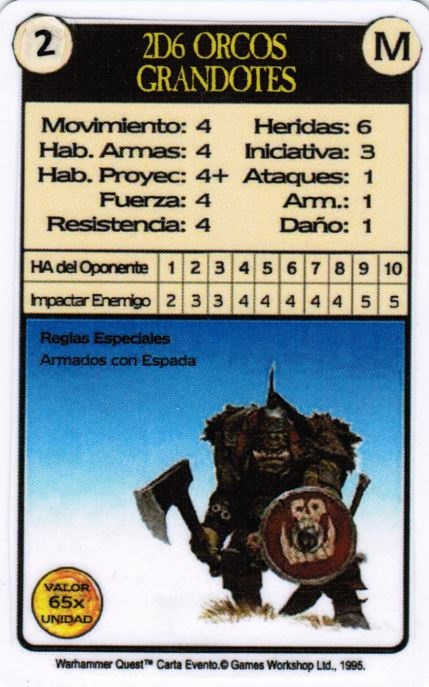 2
2D6 ORCOS
GRANDOTES
M
Movimiento: 4 Heridas: 6
Hab. Armas: 4 Iniciativa: 3
Hab. Proyec: 4+ Ataques: 1
Fuerza: 4 Arm.: 1
Resistencia: 4 Daño: 1
HA del Oponente 1 2 3 4 5 6 7 8 9 10
Impactar Enemigo 2 3 3 4 4 4 4 4 5 5
Reglas Especiales
Armados con Espada
VALOR
65x
UNIDAD
Warhammer Quest™ Carta Evento.© Games Workshop Ltd., 1995.